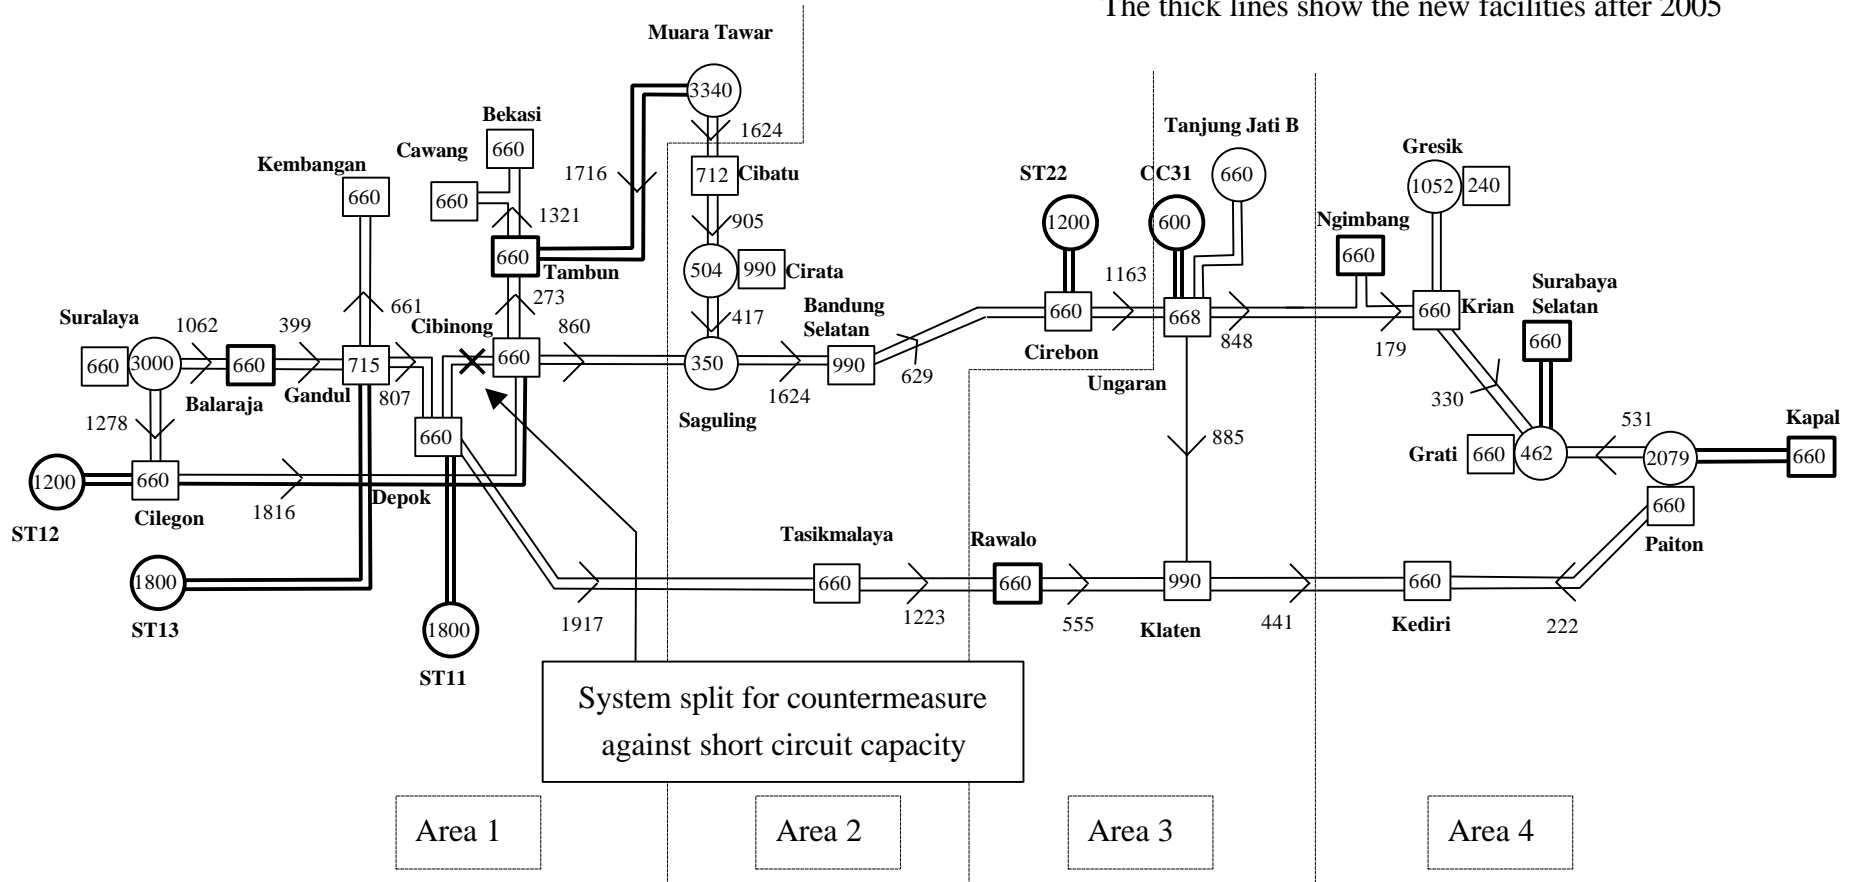 The thick lines show the new facilities after 2005
Muara Tawar
3340
1624
Bekasi
660
Cawang
660
Kembangan
660
1716
712
Cibatu
Tanjung Jati B
660
Gresik
1052
240
ST22
1200
CC31
600
Ngimbang
660
1321
905
660
Tambun
504
990
Cirata
273
661
Suralaya
660
3000
1062
660
Balaraja
399
715
Gandul
807
Cibinong
660
860
417
350
Saguling
1624
Bandung
Selatan
990
629
660
Cirebon
1163
668
Ungaran
848
179
660
Krian
Surabaya
Selatan
660
330
531
Grati
660
462
2079
Kapal
660
660
Paiton
1278
1200
ST12
660
Cilegon
1816
660
Depok
885
1800
ST13
1800
ST11
1917
Tasikmalaya
660
1223
Rawalo
660
555
990
Klaten
441
660
Kediri
222
System split for countermeasure
against short circuit capacity
Area 1
Area 2
Area 3
Area 4